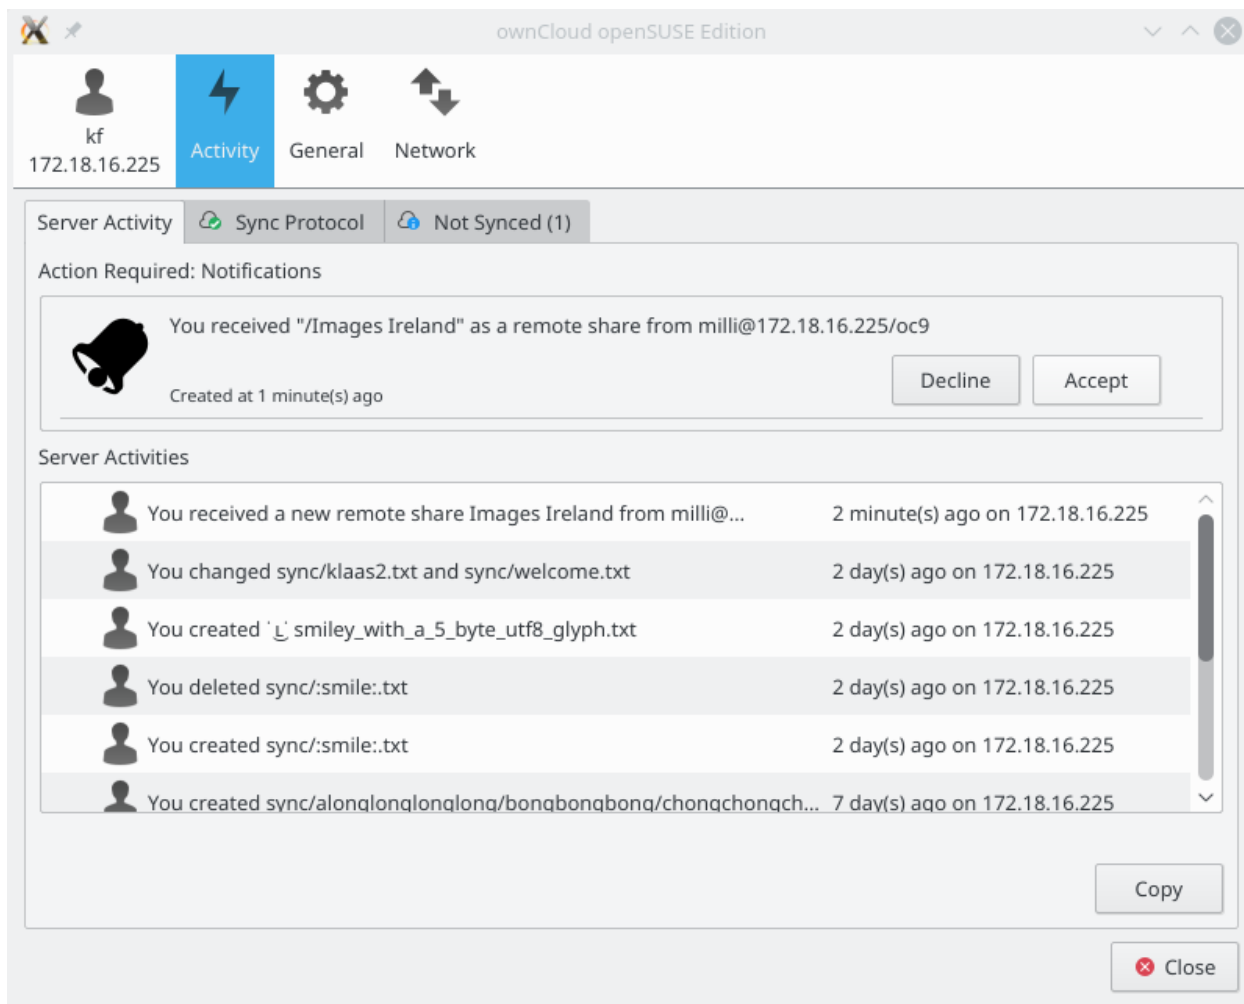 ownCloud openSUSE Edition
kf
172.18.16.225
Activity
General
Network
Server Activity
Sync Protocol
Not Synced (1)
Action Required: Notifications
You received "/Images Ireland" as a remote share from milli@172.18.16.225/oc9
Created at 1 minute(s) ago
Decline
Accept
Server Activities
You received a new remote share Images Ireland from milli@... 2 minute(s) ago on 172.18.16.225
You changed sync/klaas2.txt and sync/welcome.txt 2 day(s) ago on 172.18.16.225
You created smiley_with_a_5_byte_utf8_glyph.txt 2 day(s) ago on 172.18.16.225
You deleted sync/:smile:.txt 2 day(s) ago on 172.18.16.225
You created sync/:smile:.txt 2 day(s) ago on 172.18.16.225
You created sync/alonglonglonglong/bongbongbong/chongchongch... 7 day(s) ago on 172.18.16.225
Copy
Close